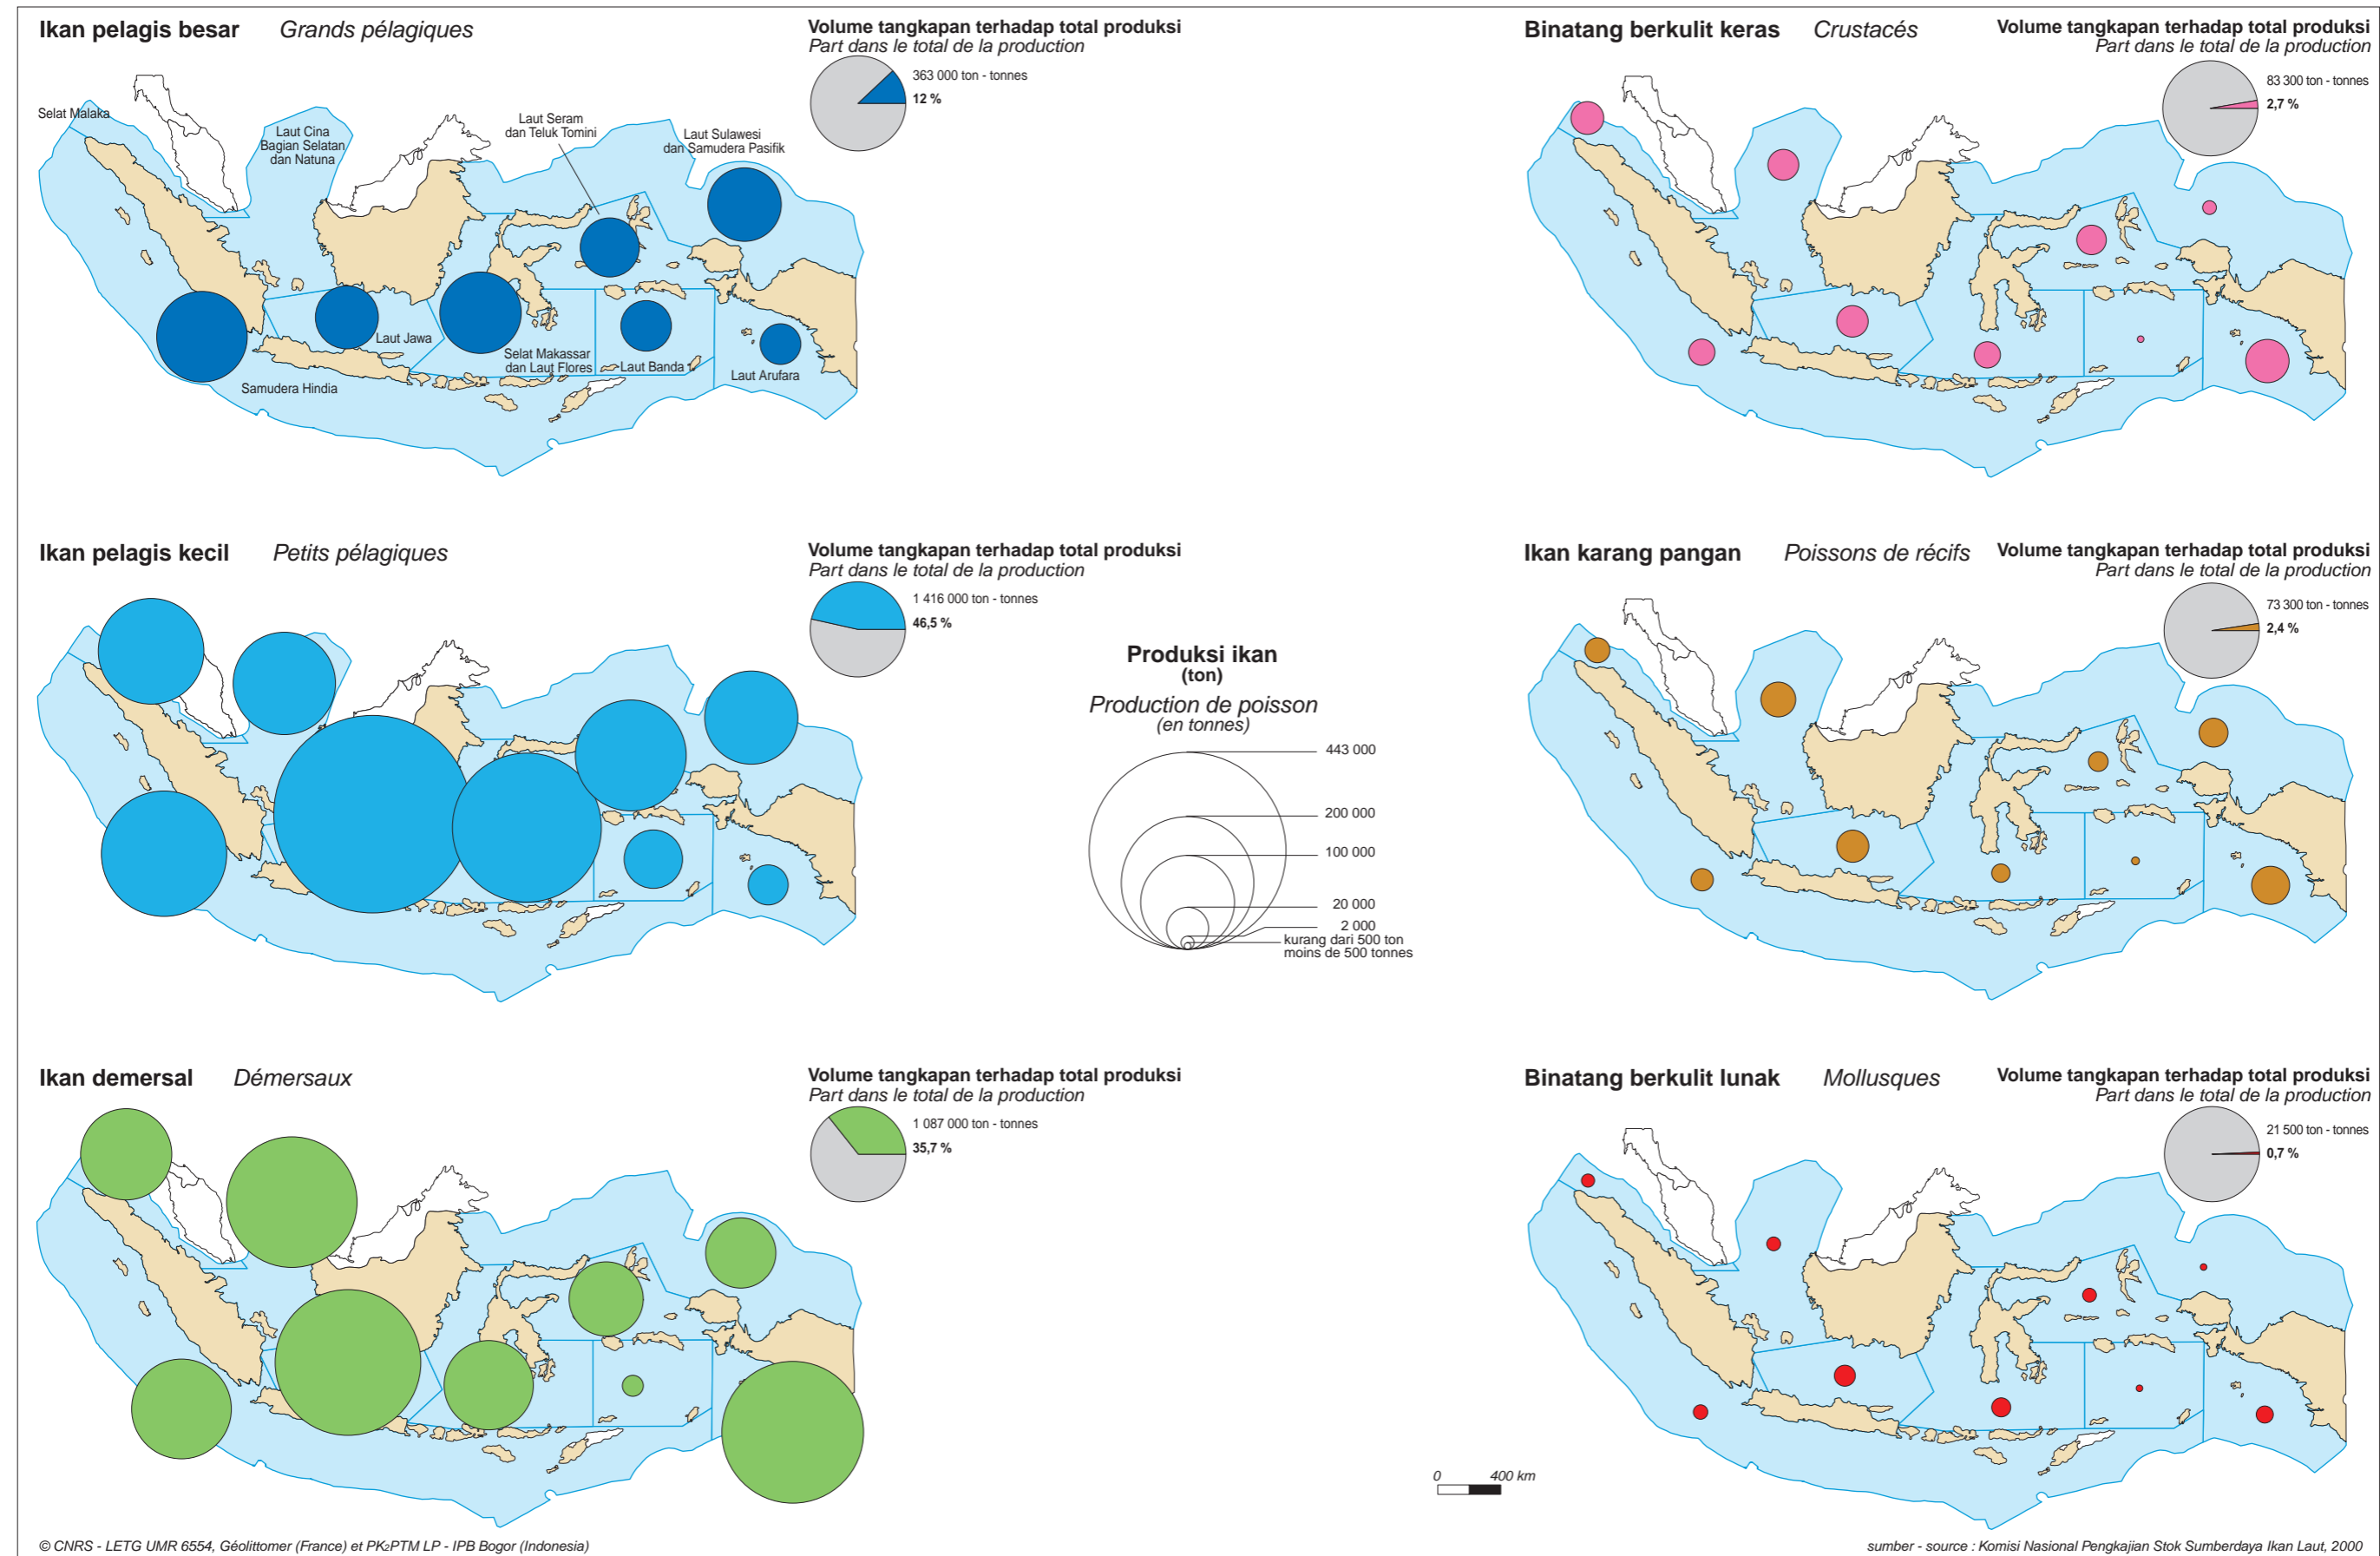 Ikan pelagis besar Grands pélagiques
Volume tangkapan terhadap total produksi
Part dans le total de la production
363 000 ton - tonnes
12 %
Selat Malaka
Laut Cina
Bagian Selatan
dan Natuna
Laut Seram
dan Teluk Tomini
Laut Sulawesi
dan Samudera Pasifik
Laut Jawa
Selat Makassar
dan Laut Flores
Laut Banda
Laut Arufara
Samudera Hindia
Binatang berkulit keras Crustacés
Volume tangkapan terhadap total produksi
Part dans le total de la production
83 300 ton - tonnes
2,7 %
Ikan pelagis kecil Petits pélagiques
Volume tangkapan terhadap total produksi
Part dans le total de la production
1 416 000 ton - tonnes
46,5 %
Produksi ikan
(ton)
Production de poisson
(en tonnes)
443 000
200 000
100 000
20 000
2 000
kurang dari 500 ton
moins de 500 tonnes
Ikan karang pangan Poissons de récifs
Volume tangkapan terhadap total produksi
Part dans le total de la production
73 300 ton - tonnes
2,4 %
Ikan demersal Démersaux
Volume tangkapan terhadap total produksi
Part dans le total de la production
1 087 000 ton - tonnes
35,7 %
Binatang berkulit lunak Mollusques
Volume tangkapan terhadap total produksi
Part dans le total de la production
21 500 ton - tonnes
0,7 %
0 400 km
© CNRS - LETG UMR 6554, Géolittomer (France) et PK2PTM LP - IPB Bogor (Indonesia)
sumber - source : Komisi Nasional Pengkajian Stok Sumberdaya Ikan Laut, 2000